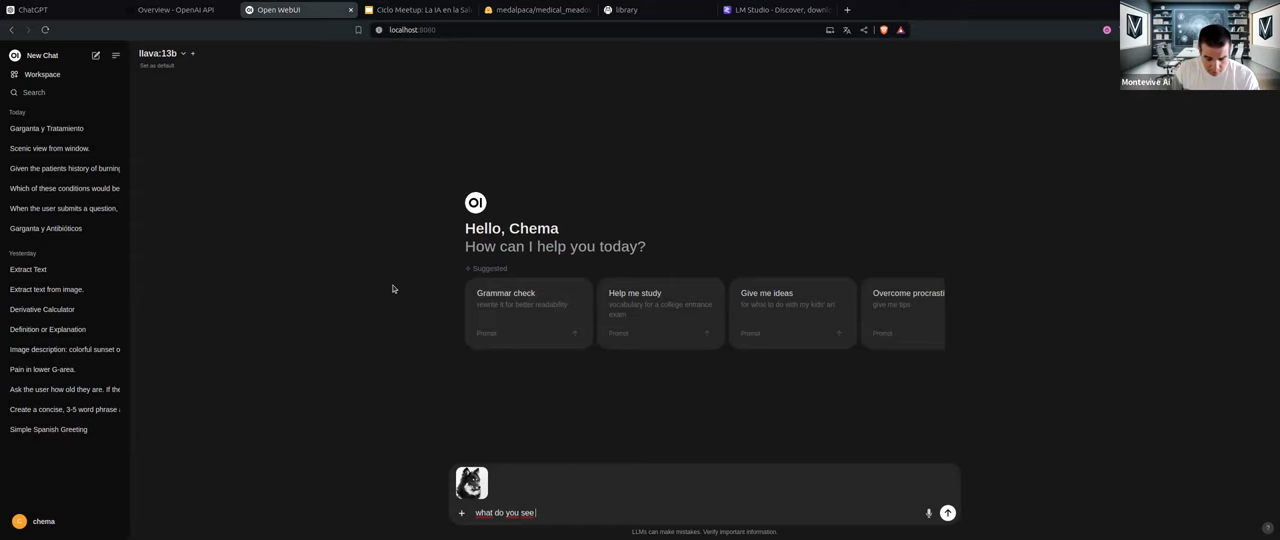 ChatGPT
Overview - OpenAI API
Open WebUI
Ciclo Meetup: La IA en la Sal
medalpaca/medical_meadow
library
LM Studio - Discover, downl
localhost:8080
OI
New Chat
Workspace
Search
Today
Garganta y Tratamiento
Scenic view from window.
Given the patients history of burning
Which of these conditions would be
When the user submits a question,
Garganta y Antibióticos
Yesterday
Extract Text
Extract text from image.
Derivative Calculator
Definition or Explanation
Image description: colorful sunset o
Pain in lower G-area.
Ask the user how old they are. If the
Create a concise, 3-5 word phrase a
Simple Spanish Greeting
chema
llava:13b
Set as default
Montevive Ai
OI
Hello, Chema
How can I help you today?
Suggested
Grammar check
rewrite it for better readability
Prompt
Help me study
vocabulary for a college entrance
exam
Prompt
Give me ideas
for what to do with my kids' art
Prompt
Overcome procrasti
give me tips
Prompt
what do you see
LLMs can make mistakes. Verify important information.
?